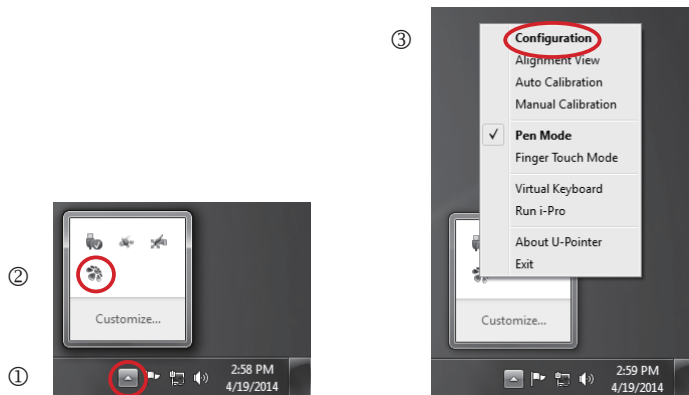 ②
Customize...
①
2:58 PM
4/19/2014
③
Configuration
Alignment View
Auto Calibration
Manual Calibration
✓ Pen Mode
Finger Touch Mode
Virtual Keyboard
Run i-Pro
About U-Pointer
Exit
Customize...
2:59 PM
4/19/2014